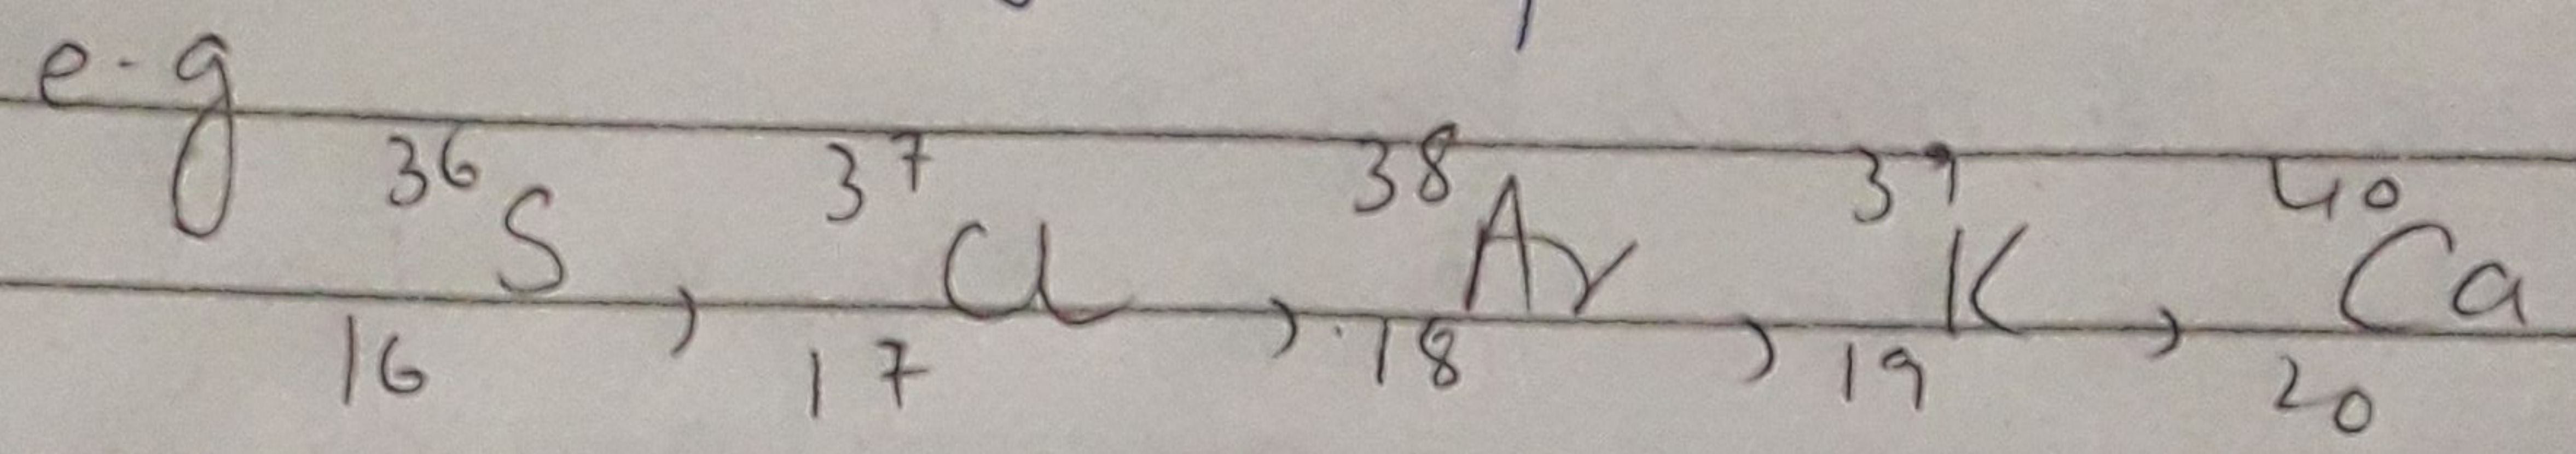 e.g
³⁶₁₆S , ³⁷₁₇Cl , ³⁸₁₈Ar , ³⁹₁₉K , ⁴⁰₂₀Ca